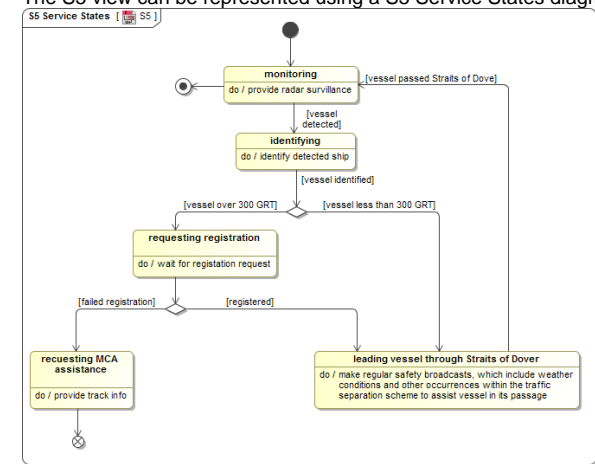 The S5 view can be represented using a S5 Service States diag
S5 Service States [ S5 ]
monitoring
do / provide radar survillance
[vessel passed Straits of Dove]
[vessel
detected]
identifying
do / identify detected ship
[vessel identified]
[vessel over 300 GRT]
[vessel less than 300 GRT]
requesting registration
do / wait for registation request
[failed registration]
[registered]
recuesting MCA
assistance
do / provide track info
leading vessel through Straits of Dover
do / make regular safety broadcasts, which include weather
conditions and other occurrences within the traffic
separation scheme to assist vessel in its passage